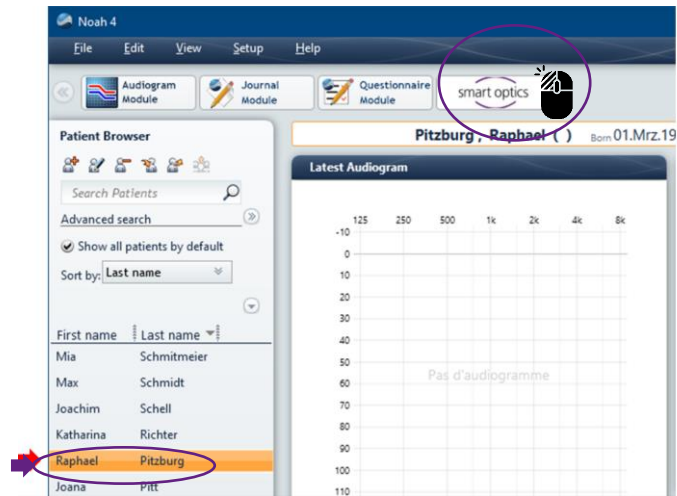 Noah 4
File Edit View Setup Help
Audiogram Module
Journal Module
Questionnaire Module
smart optics
Patient Browser
Search Patients
Advanced search
Show all patients by default
Sort by: Last name
First name Last name
Mia Schmitmeier
Max Schmidt
Joachim Schell
Katharina Richter
Raphael Pitzburg
Joana Pitt
Pitzburg , Raphael ( ) Born 01.Mrz.19
Latest Audiogram
125 250 500 1k 2k 4k 8k
-10
0
10
20
30
40
50
60
70
80
90
100
110
Pas d'audiogramme